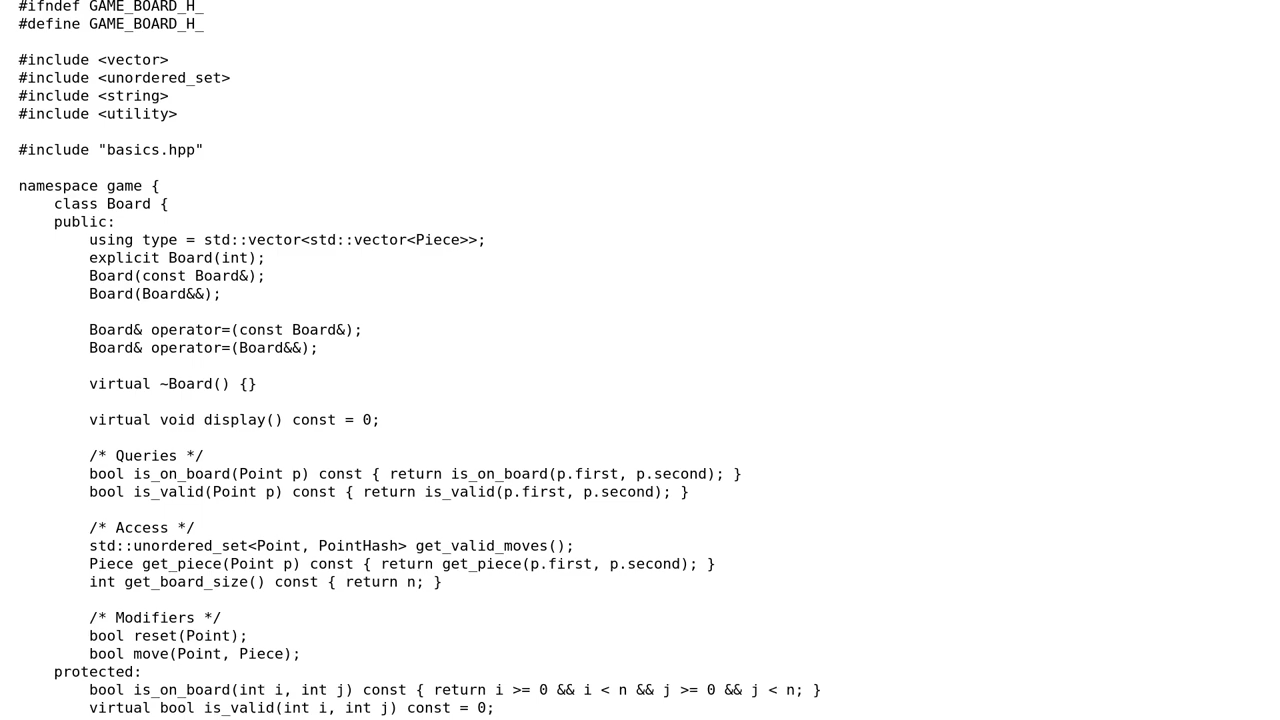 #ifndef GAME_BOARD_H_
#define GAME_BOARD_H_

#include <vector>
#include <unordered_set>
#include <string>
#include <utility>

#include "basics.hpp"

namespace game {
    class Board {
    public:
        using type = std::vector<std::vector<Piece>>;
        explicit Board(int);
        Board(const Board&);
        Board(Board&&);

        Board& operator=(const Board&);
        Board& operator=(Board&&);

        virtual ~Board() {}

        virtual void display() const = 0;

        /* Queries */
        bool is_on_board(Point p) const { return is_on_board(p.first, p.second); }
        bool is_valid(Point p) const { return is_valid(p.first, p.second); }

        /* Access */
        std::unordered_set<Point, PointHash> get_valid_moves();
        Piece get_piece(Point p) const { return get_piece(p.first, p.second); }
        int get_board_size() const { return n; }

        /* Modifiers */
        bool reset(Point);
        bool move(Point, Piece);
    protected:
        bool is_on_board(int i, int j) const { return i >= 0 && i < n && j >= 0 && j < n; }
        virtual bool is_valid(int i, int j) const = 0;